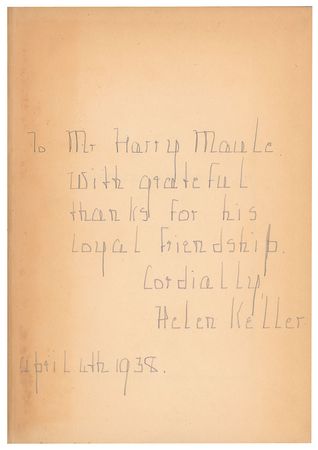 To Mr Harry Maule.
With grateful
thanks for his
loyal friendship.
Cordially,
Helen Keller
April 4th 1938.